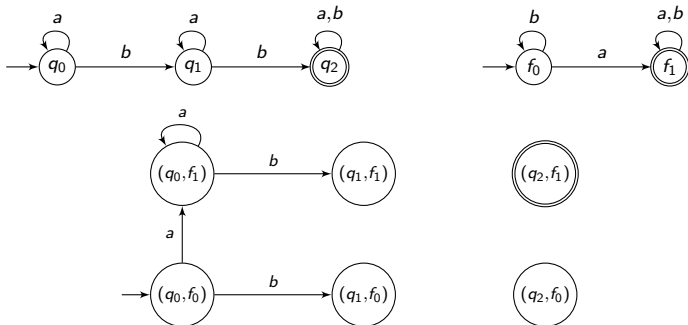 a a a,b b a,b
q0 b q1 b q2 f0 a f1
a
(q0,f1) b (q1,f1) (q2,f1)
a
(q0,f0) b (q1,f0) (q2,f0)